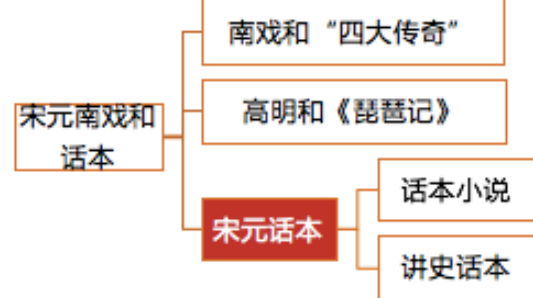 南戏和“四大传奇”
宋元南戏和
话本
高明和《琵琶记》
宋元话本
话本小说
讲史话本